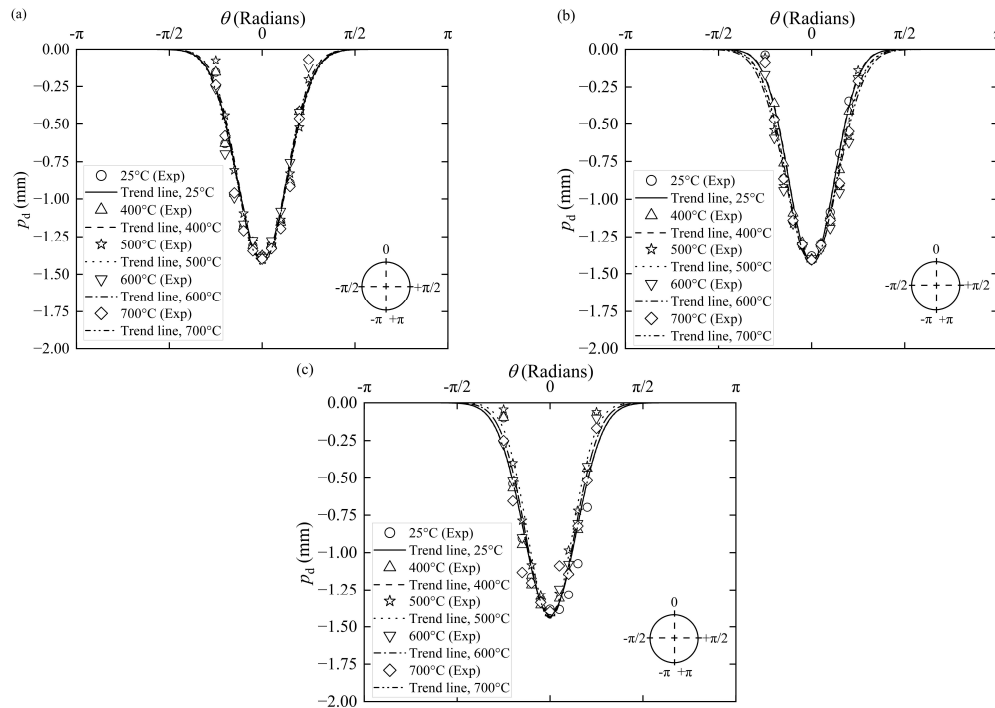 (a)
θ (Radians)
-π -π/2 0 π/2 π
0.00
−0.25
−0.50
−0.75
−1.00
−1.25
−1.50
−1.75
−2.00
p_d (mm)
25°C (Exp)
Trend line, 25°C
400°C (Exp)
Trend line, 400°C
500°C (Exp)
Trend line, 500°C
600°C (Exp)
Trend line, 600°C
700°C (Exp)
Trend line, 700°C
0
-π/2 +π/2
-π +π
(b)
θ (Radians)
-π -π/2 0 π/2 π
0.00
−0.25
−0.50
−0.75
−1.00
−1.25
−1.50
−1.75
−2.00
p_d (mm)
25°C (Exp)
Trend line, 25°C
400°C (Exp)
Trend line, 400°C
500°C (Exp)
Trend line, 500°C
600°C (Exp)
Trend line, 600°C
700°C (Exp)
Trend line, 700°C
0
-π/2 +π/2
-π +π
(c)
θ (Radians)
-π -π/2 0 π/2 π
0.00
−0.25
−0.50
−0.75
−1.00
−1.25
−1.50
−1.75
−2.00
p_d (mm)
25°C (Exp)
Trend line, 25°C
400°C (Exp)
Trend line, 400°C
500°C (Exp)
Trend line, 500°C
600°C (Exp)
Trend line, 600°C
700°C (Exp)
Trend line, 700°C
0
-π/2 +π/2
-π +π